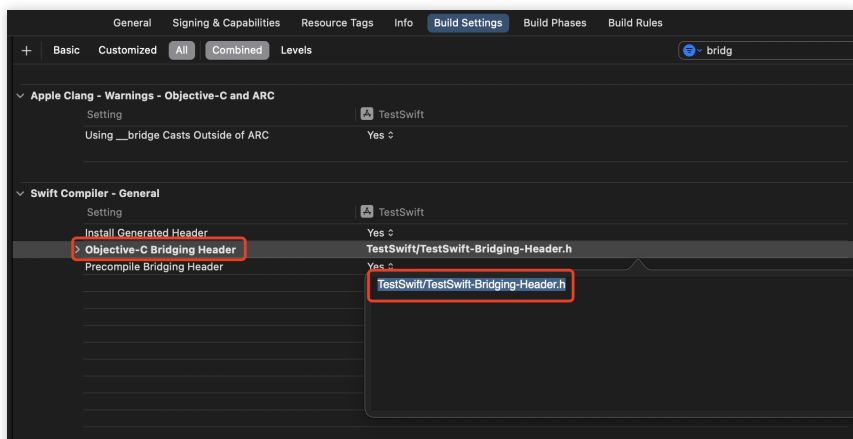 General Signing & Capabilities Resource Tags Info Build Settings Build Phases Build Rules
+ Basic Customized All Combined Levels bridg
Apple Clang - Warnings - Objective-C and ARC
Setting TestSwift
Using __bridge Casts Outside of ARC Yes
Swift Compiler - General
Setting TestSwift
Install Generated Header Yes
Objective-C Bridging Header TestSwift/TestSwift-Bridging-Header.h
Precompile Bridging Header Yes
TestSwift/TestSwift-Bridging-Header.h